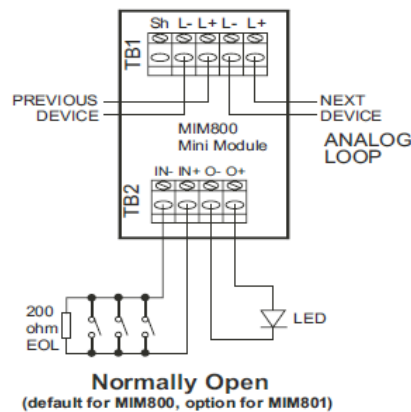 Sh L- L+ L- L+
TB1
PREVIOUS
DEVICE
NEXT
DEVICE
ANALOG
LOOP
MIM800
Mini Module
IN- IN+ O- O+
TB2
200
ohm
EOL
LED
Normally Open
(default for MIM800, option for MIM801)